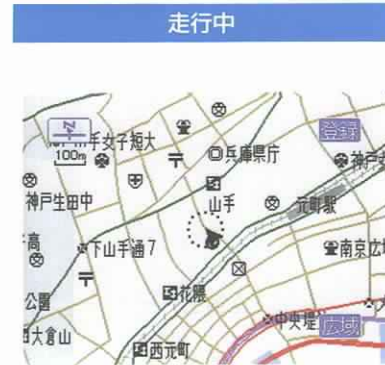 走行中
手女子短大
登録
100m
兵庫県庁
神戸
神戸生田中
山手
元町駅
高
下山手通7
南京広
公園
花隈
中央堤
大倉山
広域
西元町